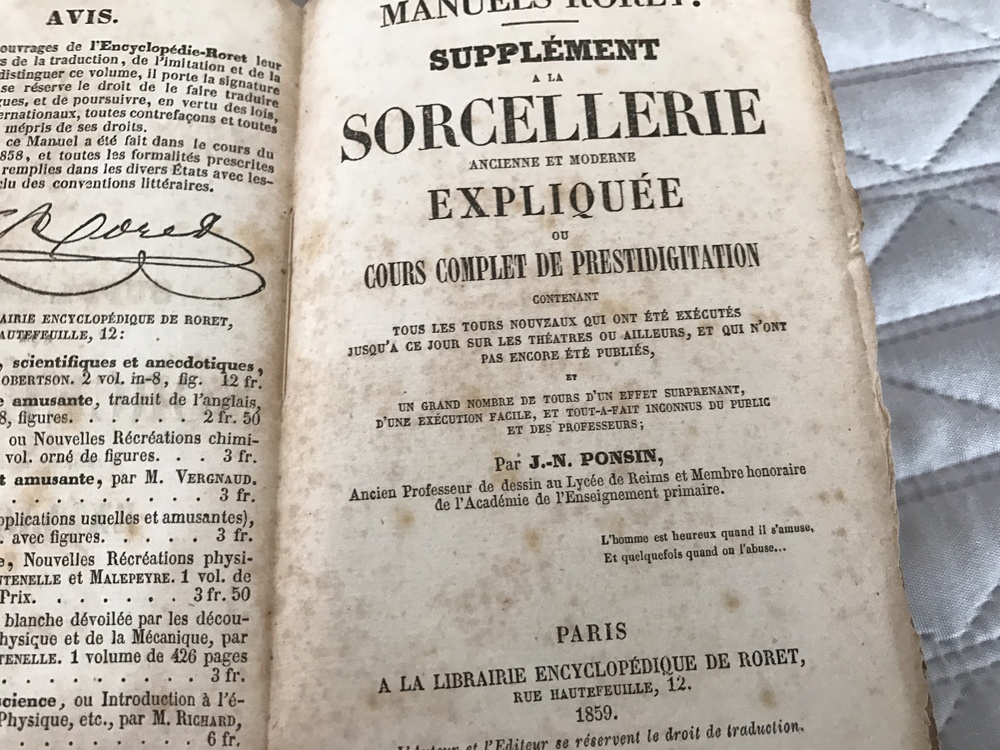 AVIS.
ouvrages de l'Encyclopédie-Roret leur
s de la traduction, de l'imitation et de la
distinguer ce volume, il porte la signature
se réserve le droit de le faire traduire
gues, et de poursuivre, en vertu des lois,
ernationaux, toutes contrefaçons et toutes
mépris de ses droits.
ce Manuel a été fait dans le cours du
858, et toutes les formalités prescrites
remplies dans les divers États avec les-
clu des conventions littéraires.
Roret
AIRIE ENCYCLOPÉDIQUE DE RORET,
AUTEFEUILLE, 12:
, scientifiques et anecdotiques,
OBERTSON. 2 vol. in-8, fig. 12 fr.
e amusante, traduit de l'anglais,
8, figures. . . . . . 2 fr. 50
ou Nouvelles Récréations chimi-
vol. orné de figures. . . 3 fr.
t amusante, par M. VERGNAUD.
. . . . . . . . 3 fr.
pplications usuelles et amusantes),
. avec figures. . . . . 3 fr.
e, Nouvelles Récréations physi-
NTENELLE et MALEPEYRE. 1 vol. de
Prix. . . . . . . 3 fr. 50
blanche dévoilée par les décou-
hysique et de la Mécanique, par
TENELLE. 1 volume de 426 pages
. . . . . . . . 3 fr.
science, ou Introduction à l'é-
Physique, etc., par M. RICHARD,
. . . . . . . . 6 fr.
MANUELS RORET.
SUPPLÉMENT
A LA
SORCELLERIE
ANCIENNE ET MODERNE
EXPLIQUÉE
OU
COURS COMPLET DE PRESTIDIGITATION
CONTENANT
TOUS LES TOURS NOUVEAUX QUI ONT ÉTÉ EXÉCUTÉS
JUSQU'A CE JOUR SUR LES THÉATRES OU AILLEURS, ET QUI N'ONT
PAS ENCORE ÉTÉ PUBLIÉS,
ET
UN GRAND NOMBRE DE TOURS D'UN EFFET SURPRENANT,
D'UNE EXÉCUTION FACILE, ET TOUT-A-FAIT INCONNUS DU PUBLIC
ET DES PROFESSEURS;
Par J.-N. PONSIN,
Ancien Professeur de dessin au Lycée de Reims et Membre honoraire
de l'Académie de l'Enseignement primaire.
L'homme est heureux quand il s'amuse,
Et quelquefois quand on l'abuse...
PARIS
A LA LIBRAIRIE ENCYCLOPÉDIQUE DE RORET,
RUE HAUTEFEUILLE, 12.
1859.
L'Auteur et l'Editeur se réservent le droit de traduction.